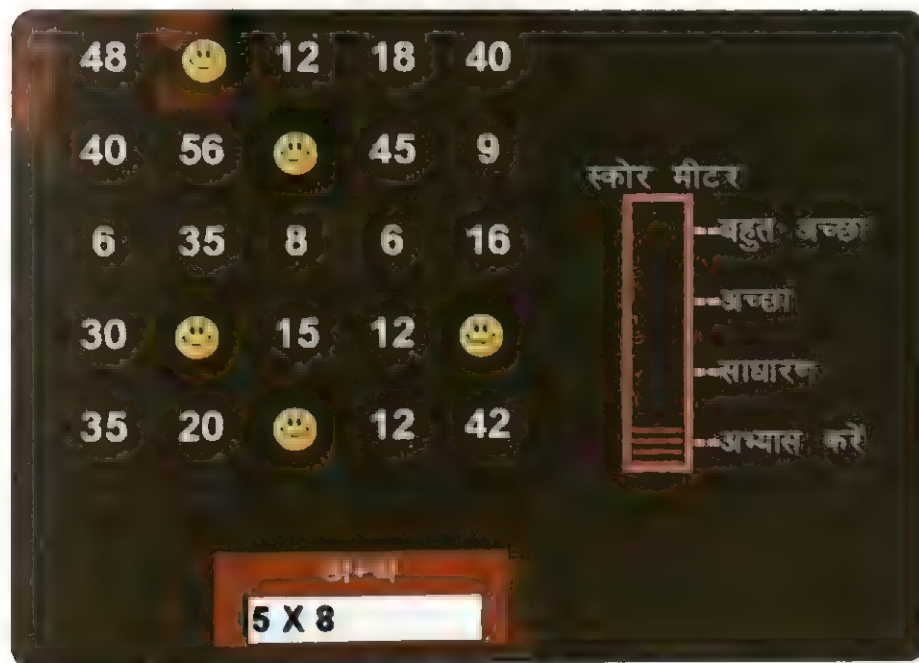 48 12 18 40
40 56 45 9
स्कोर मीटर
6 35 8 6 16
बहुत अच्छा
अच्छा
30 15 12
साधारण
35 20 12 42
अभ्यास करें
5 X 8